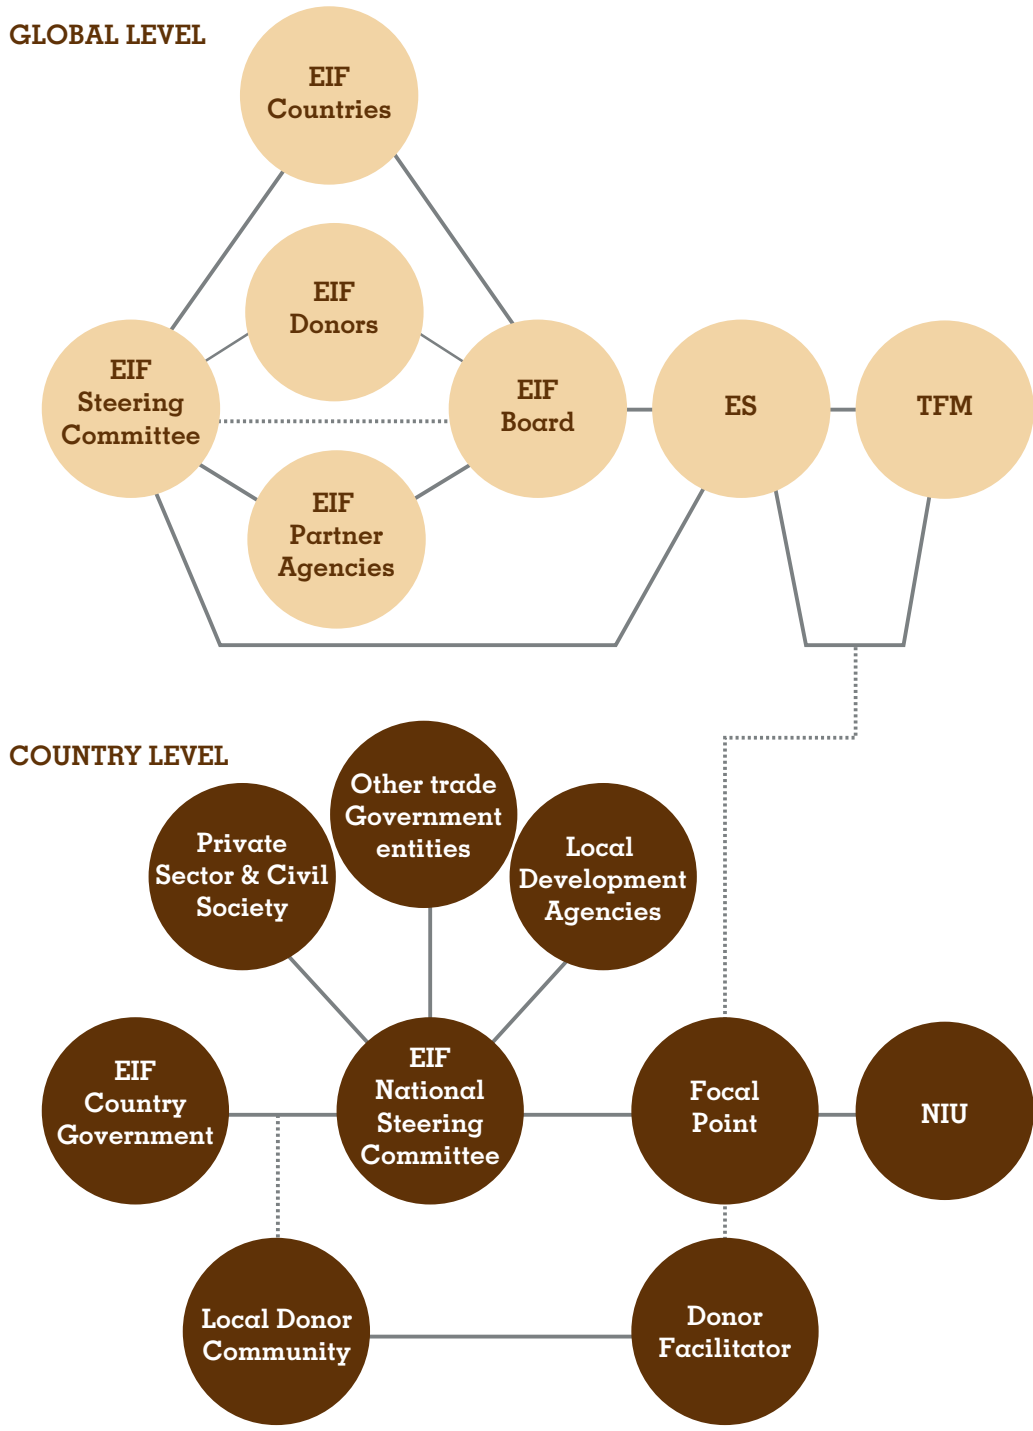 GLOBAL LEVEL
EIF
Countries
EIF
Donors
EIF
Steering
Committee
EIF
Board
ES
TFM
EIF
Partner
Agencies
COUNTRY LEVEL
Other trade
Government
entities
Private
Sector & Civil
Society
Local
Development
Agencies
EIF
Country
Government
EIF
National
Steering
Committee
Focal
Point
NIU
Local Donor
Community
Donor
Facilitator